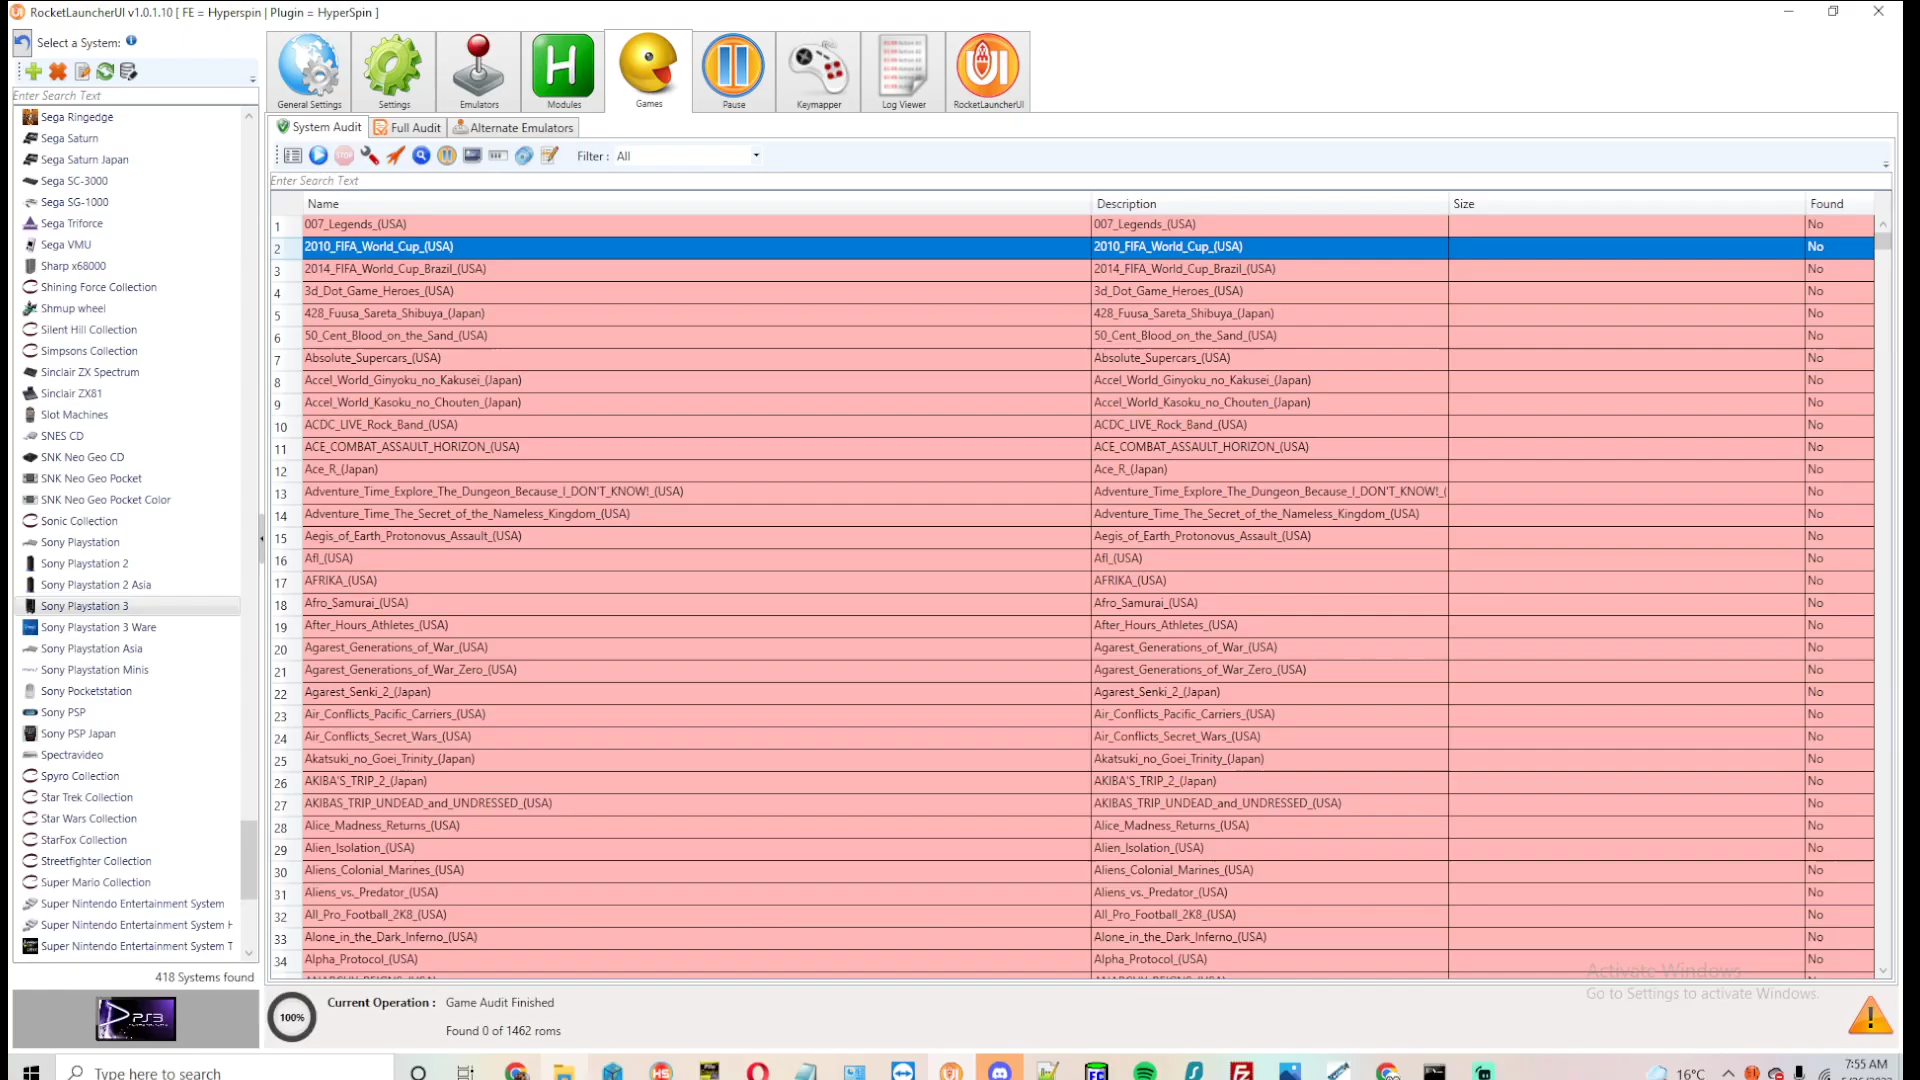 RocketLauncherUI v1.0.1.10 [ FE = Hyperspin | Plugin = HyperSpin ]
Select a System:
Enter Search Text
Sega Ringedge
Sega Saturn
Sega Saturn Japan
Sega SC-3000
Sega SG-1000
Sega Triforce
Sega VMU
Sharp x68000
Shining Force Collection
Shmup wheel
Silent Hill Collection
Simpsons Collection
Sinclair ZX Spectrum
Sinclair ZX81
Slot Machines
SNES CD
SNK Neo Geo CD
SNK Neo Geo Pocket
SNK Neo Geo Pocket Color
Sonic Collection
Sony Playstation
Sony Playstation 2
Sony Playstation 2 Asia
Sony Playstation 3
Sony Playstation 3 Ware
Sony Playstation Asia
Sony Playstation Minis
Sony Pocketstation
Sony PSP
Sony PSP Japan
Spectravideo
Spyro Collection
Star Trek Collection
Star Wars Collection
StarFox Collection
Streetfighter Collection
Super Mario Collection
Super Nintendo Entertainment System
Super Nintendo Entertainment System H
Super Nintendo Entertainment System T
418 Systems found
PS3
General Settings Settings Emulators Modules Games Pause Keymapper Log Viewer RocketLauncherUI
System Audit Full Audit Alternate Emulators
STOP Filter : All
Enter Search Text
Name Description Size Found
1 007_Legends_(USA) 007_Legends_(USA) No
2 2010_FIFA_World_Cup_(USA) 2010_FIFA_World_Cup_(USA) No
3 2014_FIFA_World_Cup_Brazil_(USA) 2014_FIFA_World_Cup_Brazil_(USA) No
4 3d_Dot_Game_Heroes_(USA) 3d_Dot_Game_Heroes_(USA) No
5 428_Fuusa_Sareta_Shibuya_(Japan) 428_Fuusa_Sareta_Shibuya_(Japan) No
6 50_Cent_Blood_on_the_Sand_(USA) 50_Cent_Blood_on_the_Sand_(USA) No
7 Absolute_Supercars_(USA) Absolute_Supercars_(USA) No
8 Accel_World_Ginyoku_no_Kakusei_(Japan) Accel_World_Ginyoku_no_Kakusei_(Japan) No
9 Accel_World_Kasoku_no_Chouten_(Japan) Accel_World_Kasoku_no_Chouten_(Japan) No
10 ACDC_LIVE_Rock_Band_(USA) ACDC_LIVE_Rock_Band_(USA) No
11 ACE_COMBAT_ASSAULT_HORIZON_(USA) ACE_COMBAT_ASSAULT_HORIZON_(USA) No
12 Ace_R_(Japan) Ace_R_(Japan) No
13 Adventure_Time_Explore_The_Dungeon_Because_I_DON'T_KNOW!_(USA) Adventure_Time_Explore_The_Dungeon_Because_I_DON'T_KNOW!_( No
14 Adventure_Time_The_Secret_of_the_Nameless_Kingdom_(USA) Adventure_Time_The_Secret_of_the_Nameless_Kingdom_(USA) No
15 Aegis_of_Earth_Protonovus_Assault_(USA) Aegis_of_Earth_Protonovus_Assault_(USA) No
16 Afl_(USA) Afl_(USA) No
17 AFRIKA_(USA) AFRIKA_(USA) No
18 Afro_Samurai_(USA) Afro_Samurai_(USA) No
19 After_Hours_Athletes_(USA) After_Hours_Athletes_(USA) No
20 Agarest_Generations_of_War_(USA) Agarest_Generations_of_War_(USA) No
21 Agarest_Generations_of_War_Zero_(USA) Agarest_Generations_of_War_Zero_(USA) No
22 Agarest_Senki_2_(Japan) Agarest_Senki_2_(Japan) No
23 Air_Conflicts_Pacific_Carriers_(USA) Air_Conflicts_Pacific_Carriers_(USA) No
24 Air_Conflicts_Secret_Wars_(USA) Air_Conflicts_Secret_Wars_(USA) No
25 Akatsuki_no_Goei_Trinity_(Japan) Akatsuki_no_Goei_Trinity_(Japan) No
26 AKIBA'S_TRIP_2_(Japan) AKIBA'S_TRIP_2_(Japan) No
27 AKIBAS_TRIP_UNDEAD_and_UNDRESSED_(USA) AKIBAS_TRIP_UNDEAD_and_UNDRESSED_(USA) No
28 Alice_Madness_Returns_(USA) Alice_Madness_Returns_(USA) No
29 Alien_Isolation_(USA) Alien_Isolation_(USA) No
30 Aliens_Colonial_Marines_(USA) Aliens_Colonial_Marines_(USA) No
31 Aliens_vs._Predator_(USA) Aliens_vs._Predator_(USA) No
32 All_Pro_Football_2K8_(USA) All_Pro_Football_2K8_(USA) No
33 Alone_in_the_Dark_Inferno_(USA) Alone_in_the_Dark_Inferno_(USA) No
34 Alpha_Protocol_(USA) Alpha_Protocol_(USA) No
Activate Windows
Go to Settings to activate Windows.
100% Current Operation : Game Audit Finished
Found 0 of 1462 roms
Type here to search
16°C
7:55 AM